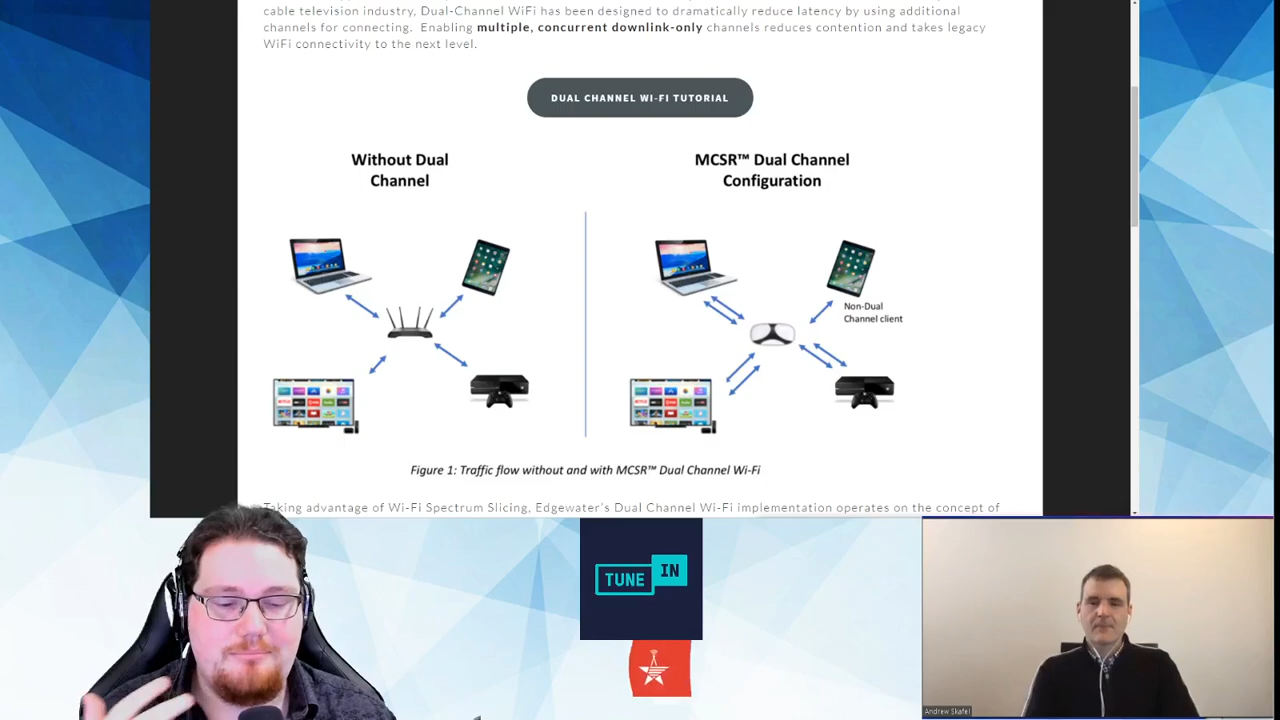 cable television industry, Dual-Channel WiFi has been designed to dramatically reduce latency by using additional
channels for connecting. Enabling multiple, concurrent downlink-only channels reduces contention and takes legacy
WiFi connectivity to the next level.
DUAL CHANNEL WI-FI TUTORIAL
Without Dual
Channel
MCSR™ Dual Channel
Configuration
Non-Dual
Channel client
Figure 1: Traffic flow without and with MCSR™ Dual Channel Wi-Fi
Taking advantage of Wi-Fi Spectrum Slicing, Edgewater's Dual Channel Wi-Fi implementation operates on the concept of
TUNE IN
Andrew Skafel